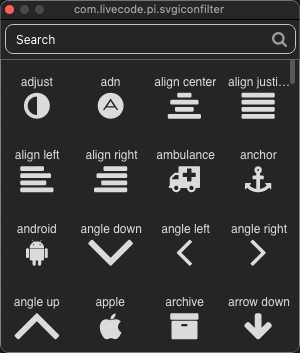 com.livecode.pi.svgiconfilter
Search
adjust adn align center align justi...
align left align right ambulance anchor
android angle down angle left angle right
angle up apple archive arrow down